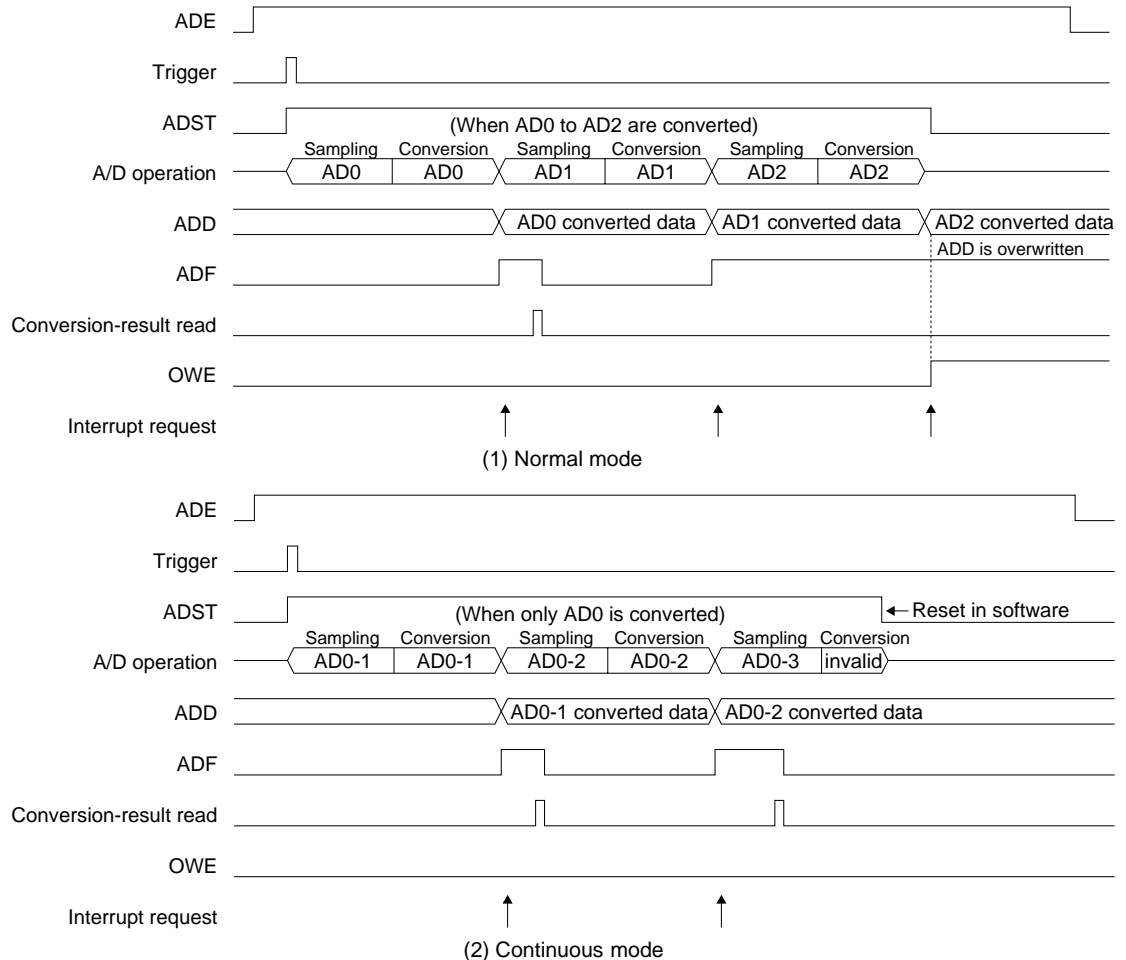 ADE
Trigger
ADST
(When AD0 to AD2 are converted)
Sampling Conversion Sampling Conversion Sampling Conversion
A/D operation AD0 AD0 AD1 AD1 AD2 AD2
ADD AD0 converted data AD1 converted data AD2 converted data
ADD is overwritten
ADF
Conversion-result read
OWE
Interrupt request
(1) Normal mode
ADE
Trigger
ADST (When only AD0 is converted) Reset in software
Sampling Conversion Sampling Conversion Sampling Conversion
A/D operation AD0-1 AD0-1 AD0-2 AD0-2 AD0-3 invalid
ADD AD0-1 converted data AD0-2 converted data
ADF
Conversion-result read
OWE
Interrupt request
(2) Continuous mode